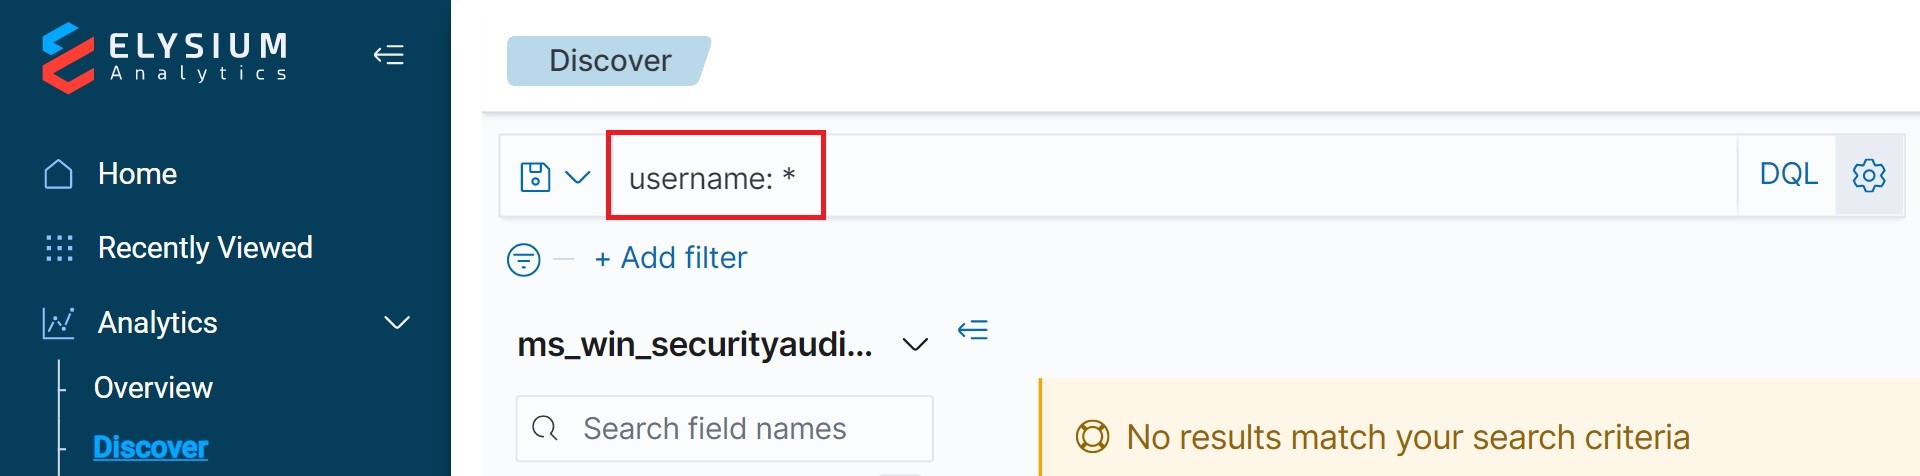 ELYSIUM
Analytics
Home
Recently Viewed
Analytics
Overview
Discover
Discover
username: *
DQL
+ Add filter
ms_win_securityaudi...
Search field names
No results match your search criteria